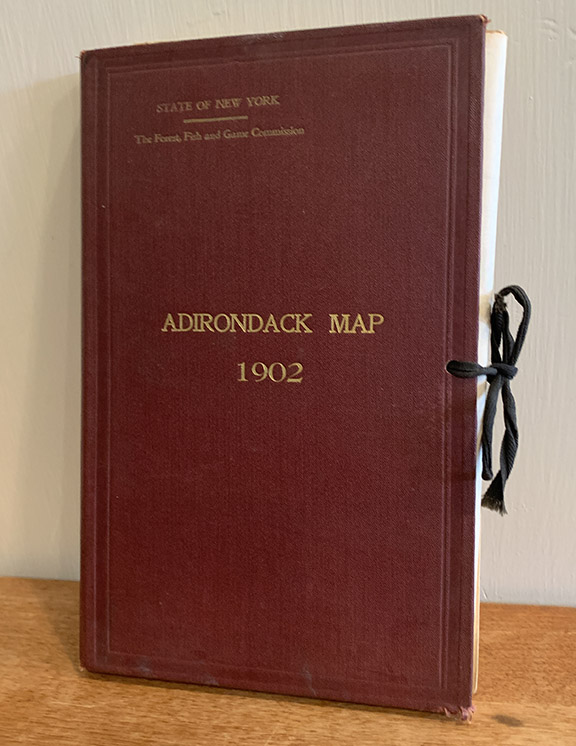 STATE OF NEW YORK
The Forest, Fish and Game Commission
ADIRONDACK MAP
1902